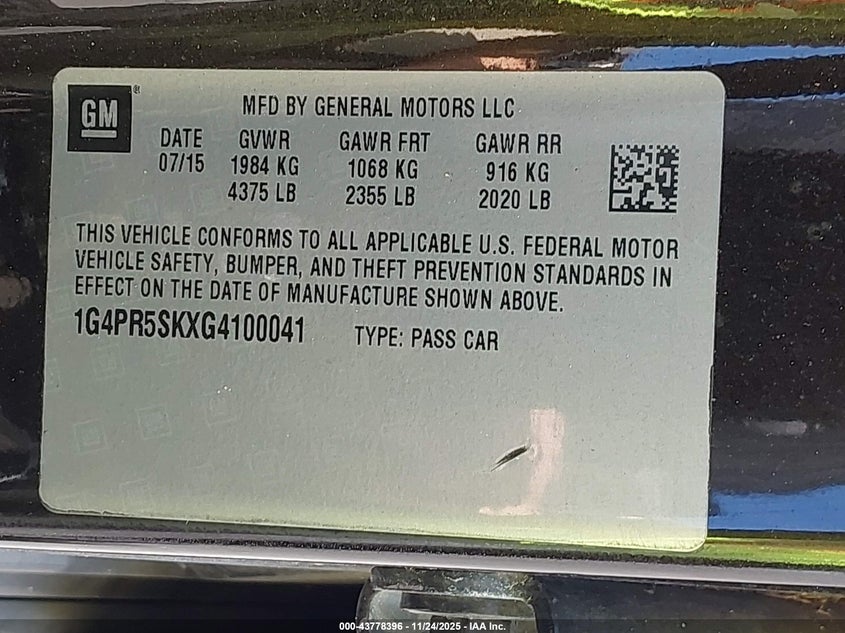 GM ®
MFD BY GENERAL MOTORS LLC
DATE GVWR GAWR FRT GAWR RR
07/15 1984 KG 1068 KG 916 KG
4375 LB 2355 LB 2020 LB
THIS VEHICLE CONFORMS TO ALL APPLICABLE U.S. FEDERAL MOTOR
VEHICLE SAFETY, BUMPER, AND THEFT PREVENTION STANDARDS IN
EFFECT ON THE DATE OF MANUFACTURE SHOWN ABOVE.
1G4PR5SKXG4100041 TYPE: PASS CAR
000-43778396 - 11/24/2025 - IAA Inc.